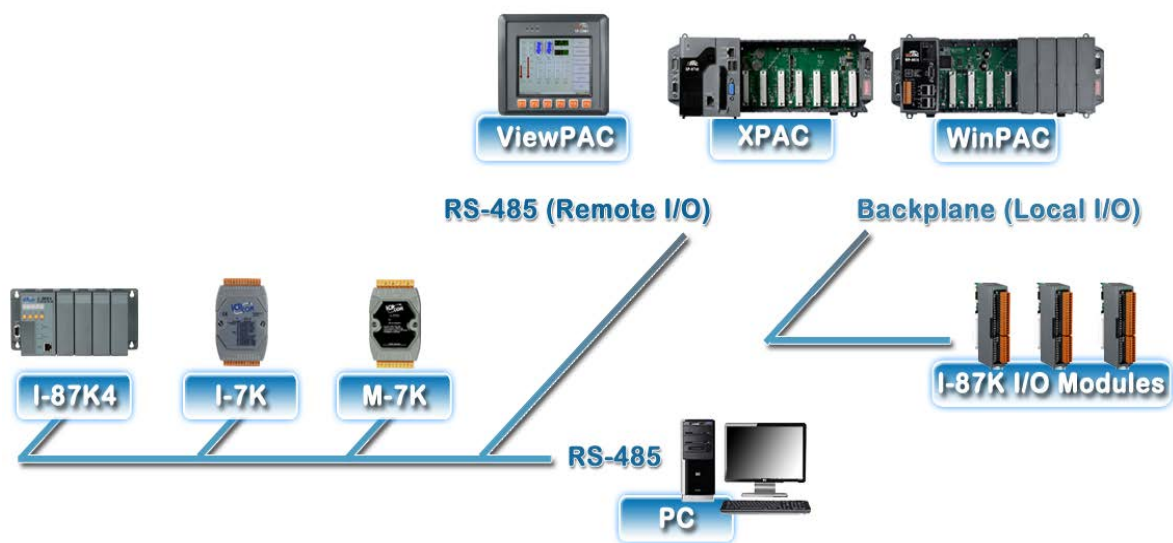 ViewPAC
XPAC
WinPAC
RS-485 (Remote I/O)
Backplane (Local I/O)
I-87K4
I-7K
M-7K
I-87K I/O Modules
RS-485
PC